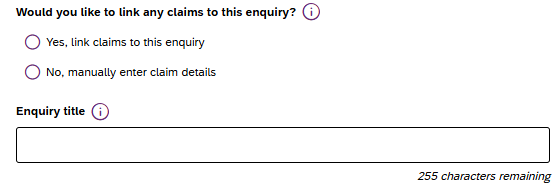 Would you like to link any claims to this enquiry?
Yes, link claims to this enquiry
No, manually enter claim details
Enquiry title
255 characters remaining